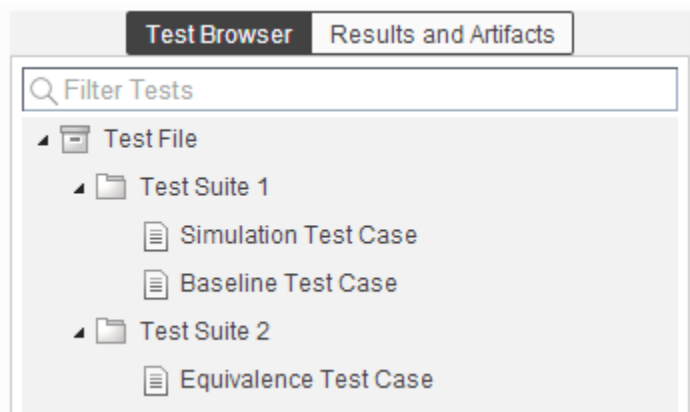 Test Browser Results and Artifacts
Filter Tests
Test File
Test Suite 1
Simulation Test Case
Baseline Test Case
Test Suite 2
Equivalence Test Case